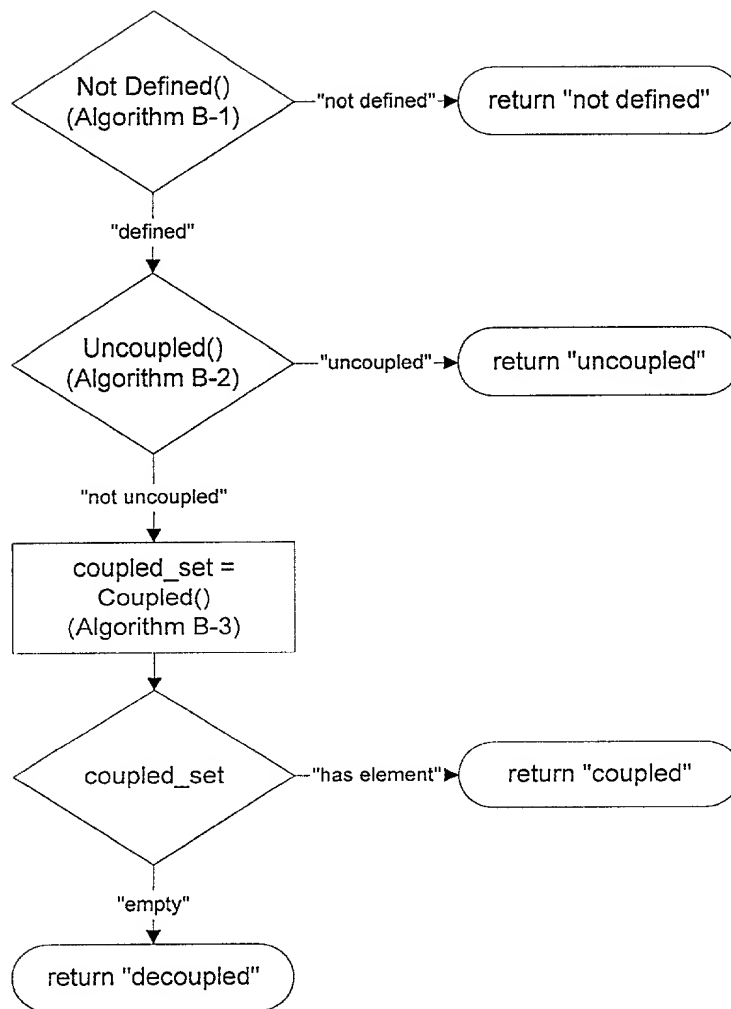 Not Defined()
(Algorithm B-1)
"not defined"
return "not defined"
"defined"
Uncoupled()
(Algorithm B-2)
"uncoupled"
return "uncoupled"
"not uncoupled"
coupled_set =
Coupled()
(Algorithm B-3)
coupled_set
"has element"
return "coupled"
"empty"
return "decoupled"